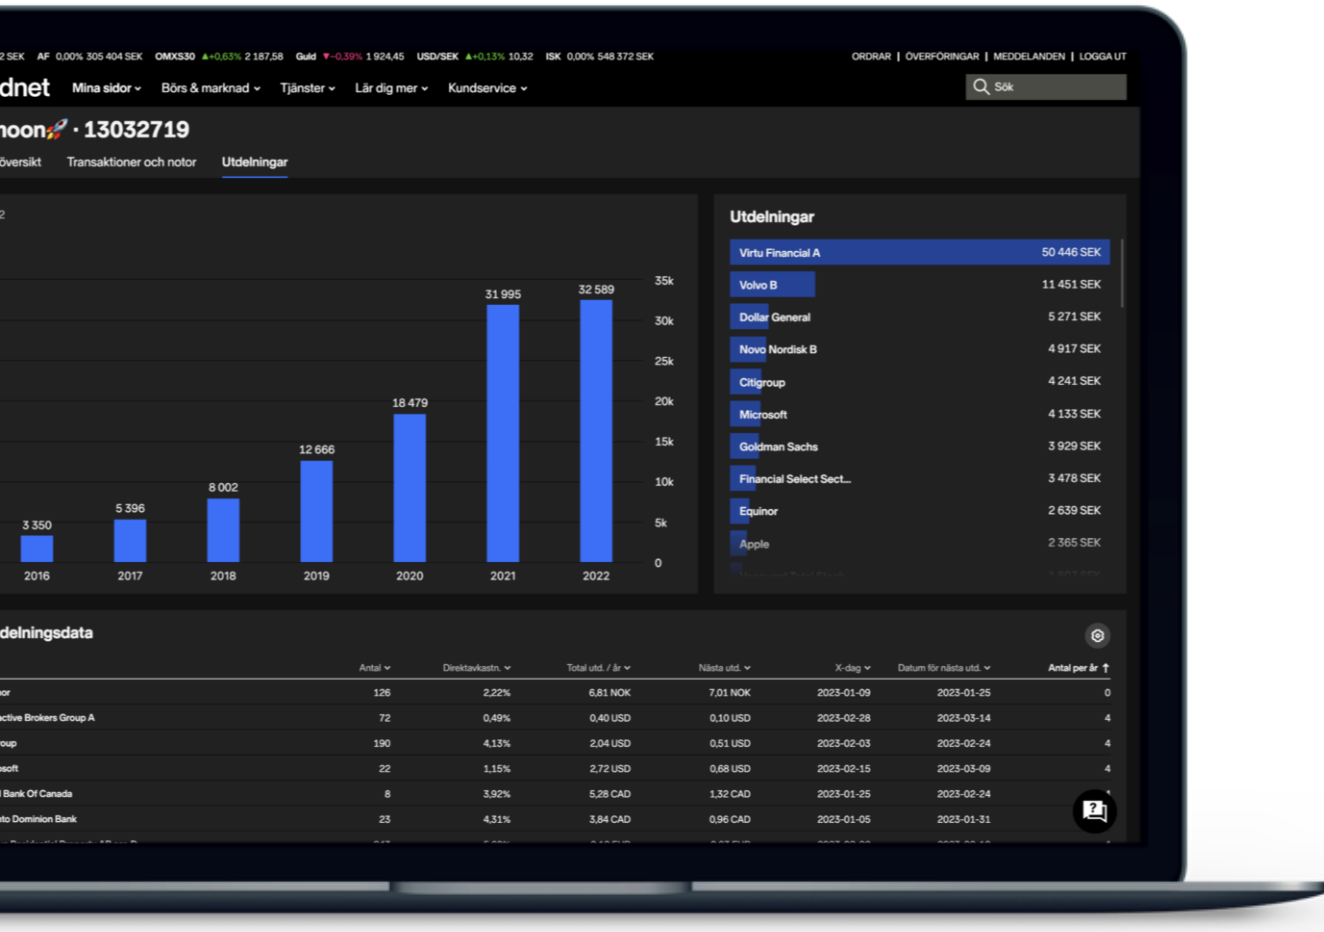 2 SEK AF 0,00% 305 404 SEK OMXS30 ▲+0,63% 2 187,58 Guld ▼-0,39% 1 924,45 USD/SEK ▲+0,13% 10,32 ISK 0,00% 548 372 SEK ORDRAR | ÖVERFÖRINGAR | MEDDELANDEN | LOGGA UT
dnet Mina sidor Börs & marknad Tjänster Lär dig mer Kundservice Sök
noon🚀 · 13032719
översikt Transaktioner och notor Utdelningar
2
35k
30k
25k
20k
15k
10k
5k
0
3 350
5 396
8 002
12 666
18 479
31 995
32 589
2016 2017 2018 2019 2020 2021 2022
Utdelningar
Virtu Financial A 50 446 SEK
Volvo B 11 451 SEK
Dollar General 5 271 SEK
Novo Nordisk B 4 917 SEK
Citigroup 4 241 SEK
Microsoft 4 133 SEK
Goldman Sachs 3 929 SEK
Financial Select Sect... 3 478 SEK
Equinor 2 639 SEK
Apple 2 365 SEK
delningsdata
Antal Direktavkastn. Total utd. / år Nästa utd. X-dag Datum för nästa utd. Antal per år ↑
or 126 2,22% 6,81 NOK 7,01 NOK 2023-01-09 2023-01-25 0
active Brokers Group A 72 0,49% 0,40 USD 0,10 USD 2023-02-28 2023-03-14 4
roup 190 4,13% 2,04 USD 0,51 USD 2023-02-03 2023-02-24 4
osoft 22 1,15% 2,72 USD 0,68 USD 2023-02-15 2023-03-09 4
l Bank Of Canada 8 3,92% 5,28 CAD 1,32 CAD 2023-01-25 2023-02-24
nto Dominion Bank 23 4,31% 3,84 CAD 0,96 CAD 2023-01-05 2023-01-31
?